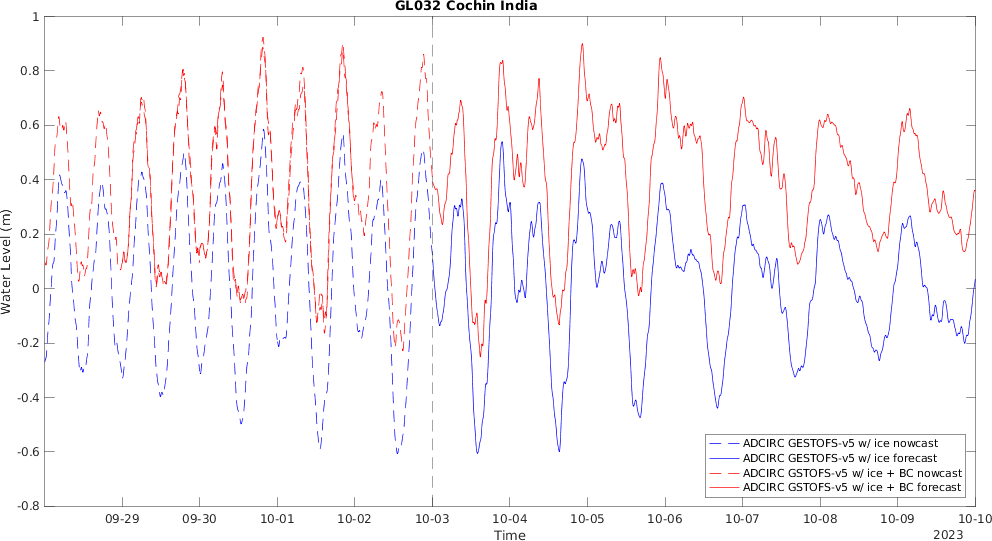 GL032 Cochin India
1
0.8
0.6
0.4
0.2
0
-0.2
-0.4
-0.6
-0.8
Water Level (m)
09-29 09-30 10-01 10-02 10-03 10-04 10-05 10-06 10-07 10-08 10-09 10-10
Time
2023
ADCIRC GESTOFS-v5 w/ ice nowcast
ADCIRC GESTOFS-v5 w/ ice forecast
ADCIRC GSTOFS-v5 w/ ice + BC nowcast
ADCIRC GSTOFS-v5 w/ ice + BC forecast